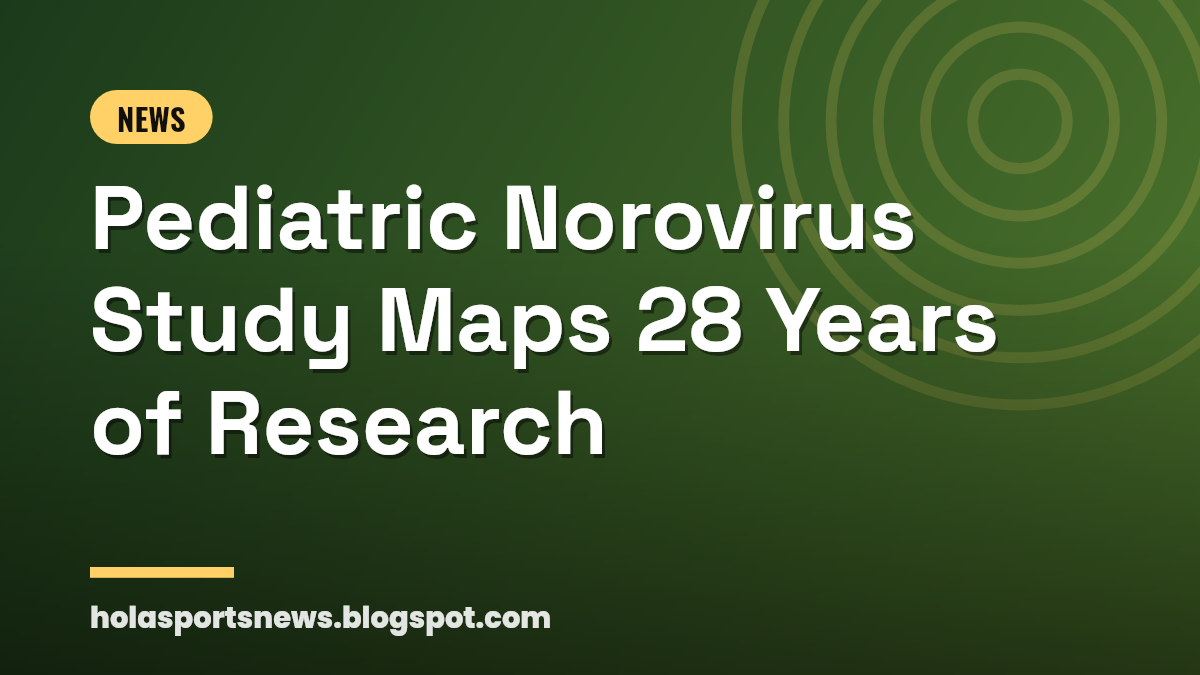 NEWS
Pediatric Norovirus
Study Maps 28 Years
of Research
holasportsnews.blogspot.com